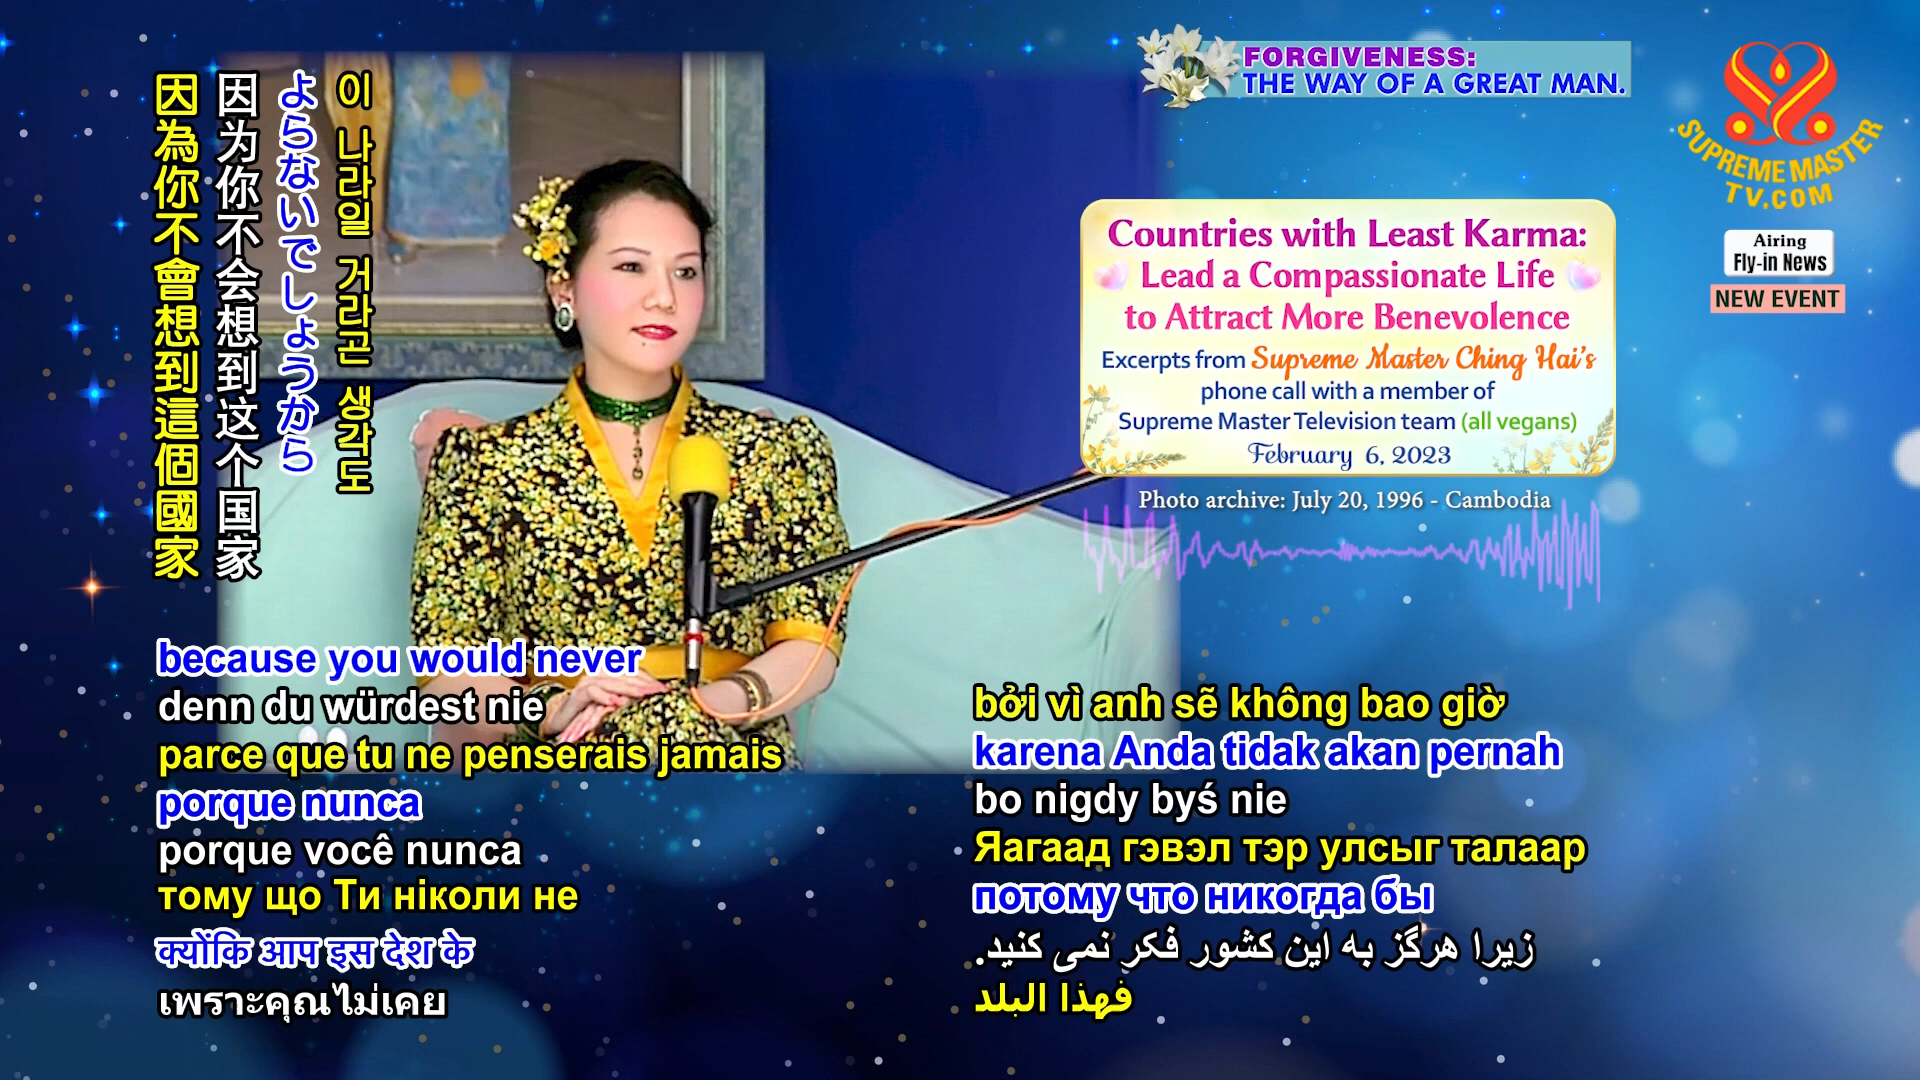 因為你不會想到這個國家
因为你不会想到这个国家
よらないでしょうから
이 나라일 거라고 생각도
FORGIVENESS:
THE WAY OF A GREAT MAN.
SUPREME MASTER
TV.COM
Airing
Fly-in News
NEW EVENT
Countries with Least Karma:
Lead a Compassionate Life
to Attract More Benevolence
Excerpts from Supreme Master Ching Hai's
phone call with a member of
Supreme Master Television team (all vegans)
February 6, 2023
Photo archive: July 20, 1996 - Cambodia
because you would never
denn du würdest nie
parce que tu ne penserais jamais
porque nunca
porque você nunca
тому що Ти ніколи не
क्योंकि आप इस देश के
เพราะคุณไม่เคย
bởi vì anh sẽ không bao giờ
karena Anda tidak akan pernah
bo nigdy byś nie
Яагаад гэвэл тэр улсыг талаар
потому что никогда бы
زیرا هرگز به این کشور فکر نمی کنید.
فهذا البلد